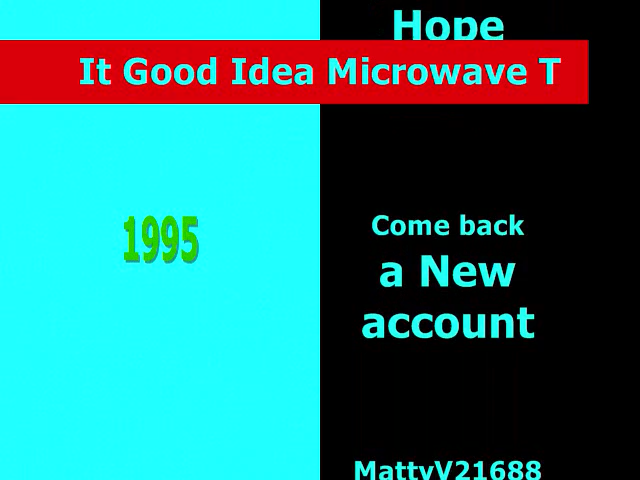 Hope
It Good Idea Microwave T
1995
Come back
a New
account
MattyV21688